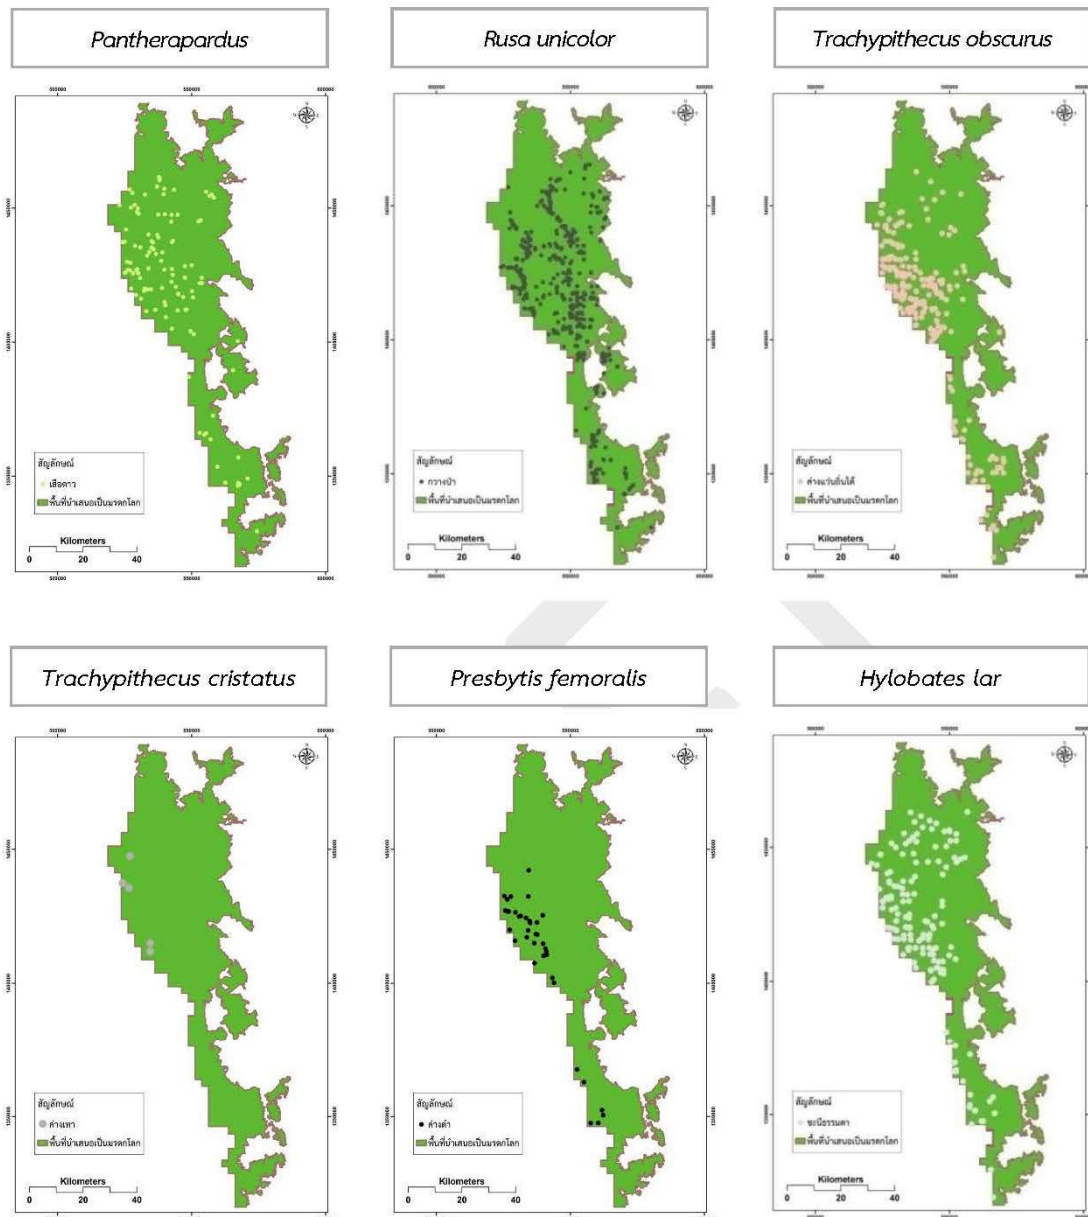 Pantherapardus
Rusa unicolor
Trachypithecus obscurus
สัญลักษณ์
เสือดาว
พื้นที่นำเสนอเป็นมรดกโลก
Kilometers
0 20 40
สัญลักษณ์
กวางป่า
พื้นที่นำเสนอเป็นมรดกโลก
Kilometers
0 20 40
สัญลักษณ์
ค่างแว่นถิ่นใต้
พื้นที่นำเสนอเป็นมรดกโลก
Kilometers
0 20 40
Trachypithecus cristatus
Presbytis femoralis
Hylobates lar
สัญลักษณ์
ค่างเทา
พื้นที่นำเสนอเป็นมรดกโลก
Kilometers
0 20 40
สัญลักษณ์
ค่างดำ
พื้นที่นำเสนอเป็นมรดกโลก
Kilometers
0 20 40
สัญลักษณ์
ชะนีธรรมดา
พื้นที่นำเสนอเป็นมรดกโลก
Kilometers
0 20 40